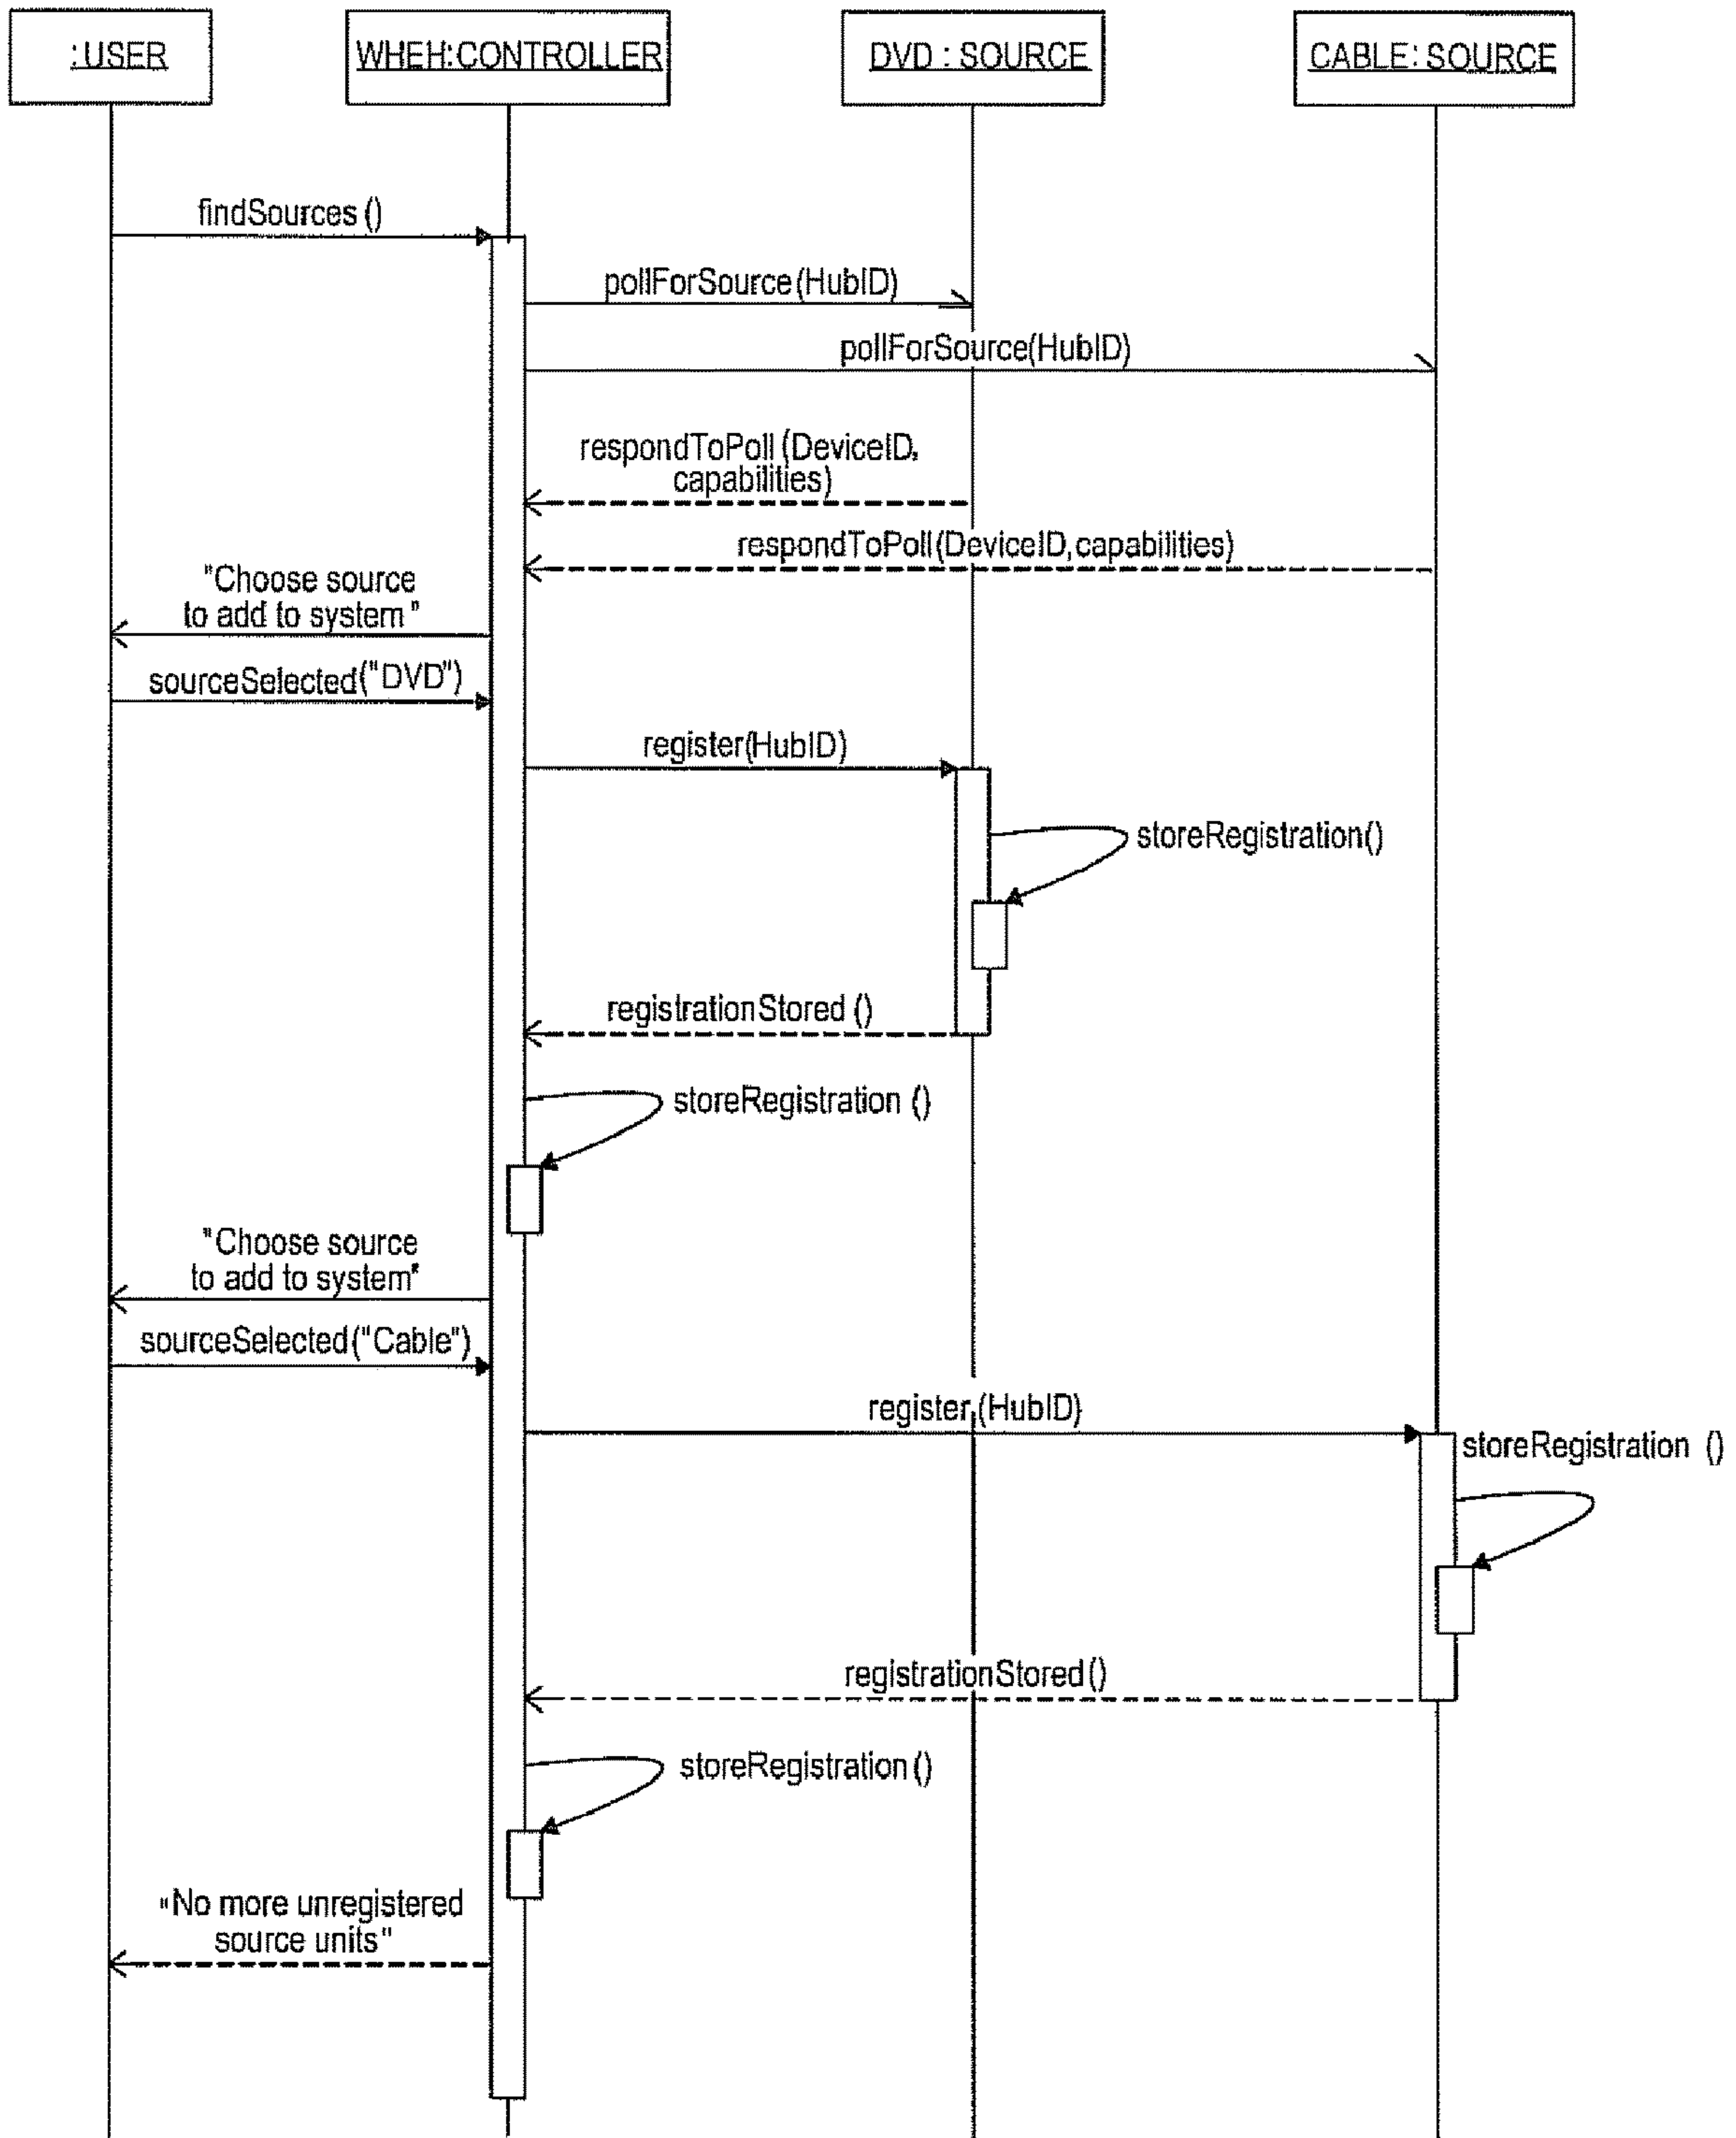 :USER
WHEH:CONTROLLER
DVD : SOURCE
CABLE: SOURCE
findSources ()
pollForSource (HubID)
pollForSource(HubID)
respondToPoll (DeviceID,
capabilities)
respondToPoll(DeviceID, capabilities)
"Choose source
to add to system"
sourceSelected("DVD")
register(HubID)
storeRegistration()
registrationStored ()
storeRegistration ()
"Choose source
to add to system"
sourceSelected("Cable")
register (HubID)
storeRegistration ()
registrationStored ()
storeRegistration ()
"No more unregistered
source units"